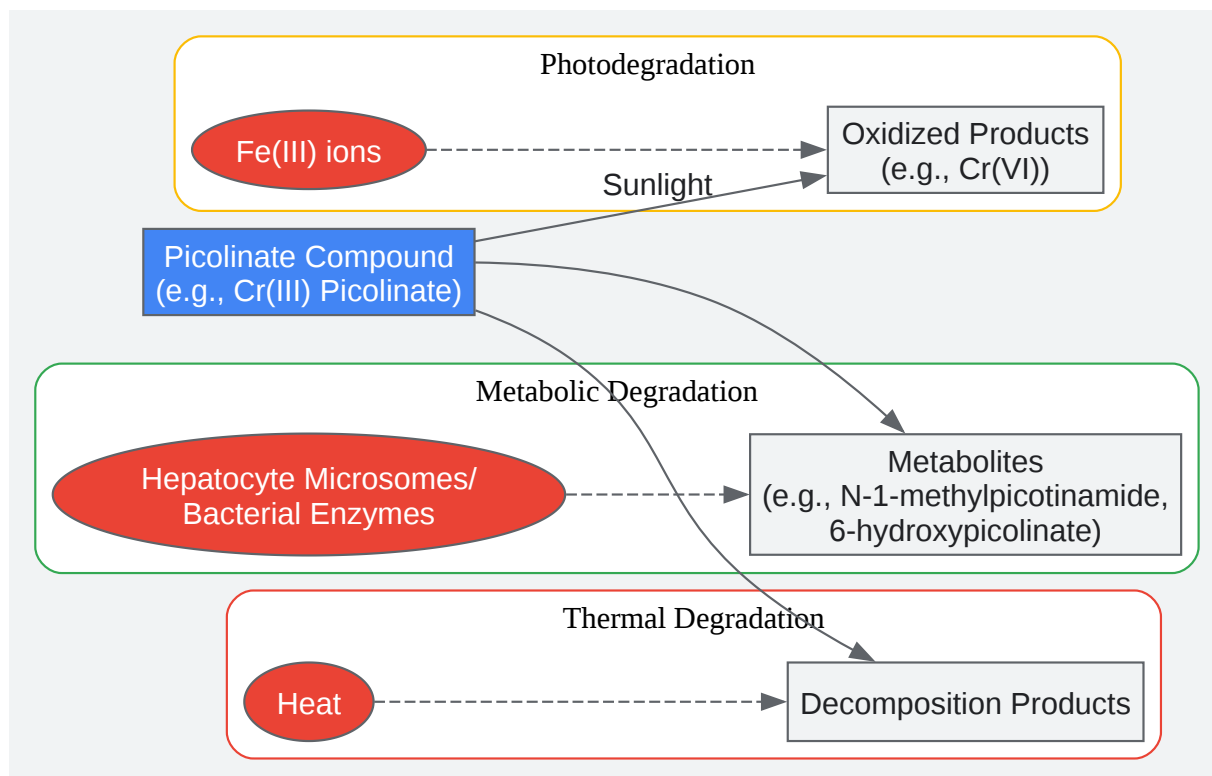 Photodegradation
Fe(III) ions
Oxidized Products
(e.g., Cr(VI))
Sunlight
Picolinate Compound
(e.g., Cr(III) Picolinate)
Metabolic Degradation
Hepatocyte Microsomes/
Bacterial Enzymes
Metabolites
(e.g., N-1-methylpicotinamide,
6-hydroxypicolinate)
Thermal Degradation
Heat
Decomposition Products